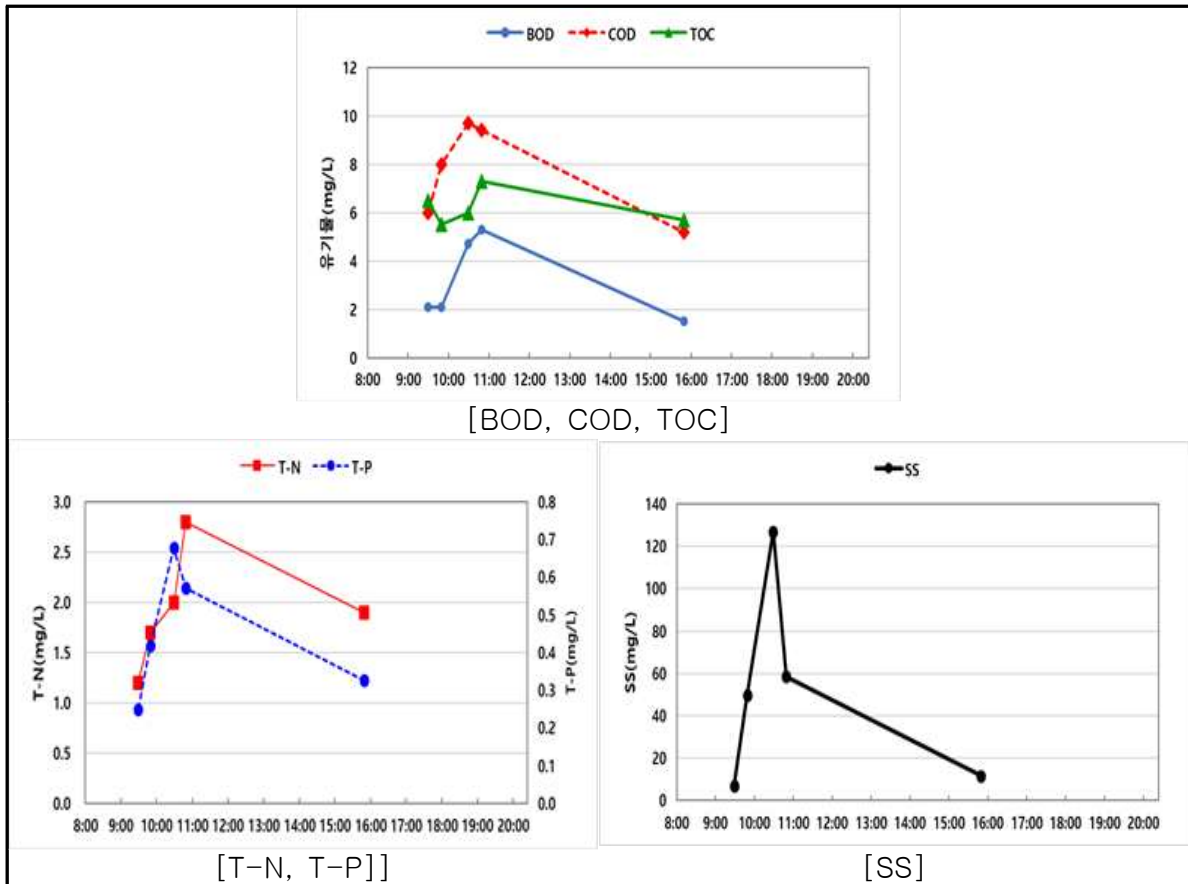 BOD COD TOC
12
10
8
6
4
2
0
유기물(mg/L)
8:00 9:00 10:00 11:00 12:00 13:00 14:00 15:00 16:00 17:00 18:00 19:00 20:00
[BOD, COD, TOC]
T-N T-P
3.0
2.5
2.0
1.5
1.0
0.5
0.0
T-N(mg/L)
0.8
0.7
0.6
0.5
0.4
0.3
0.2
0.1
0.0
T-P(mg/L)
8:00 9:00 10:00 11:00 12:00 13:00 14:00 15:00 16:00 17:00 18:00 19:00 20:00
[T-N, T-P]]
SS
140
120
100
80
60
40
20
0
SS(mg/L)
8:00 9:00 10:00 11:00 12:00 13:00 14:00 15:00 16:00 17:00 18:00 19:00 20:00
[SS]